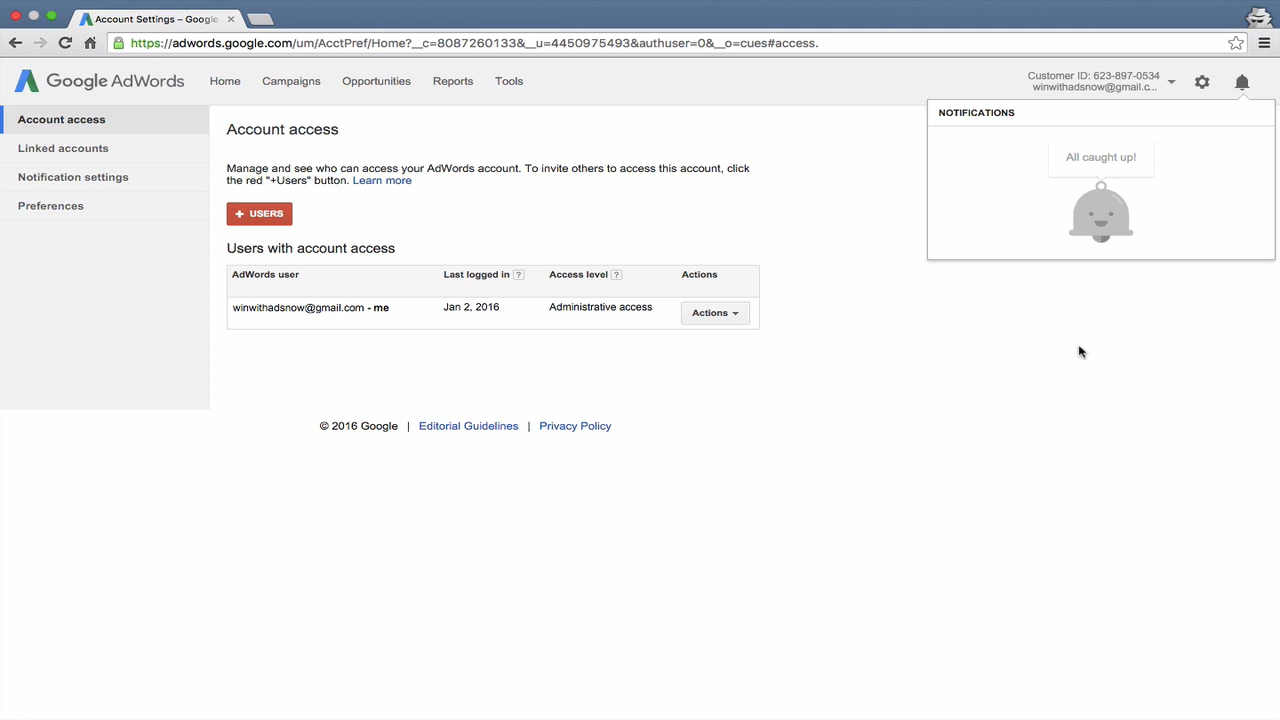 Account Settings – Google
https://adwords.google.com/um/AcctPref/Home?__c=8087260133&__u=4450975493&authuser=0&__o=cues#access.
Google AdWords Home Campaigns Opportunities Reports Tools
Customer ID: 623-897-0534
winwithadsnow@gmail.c...
NOTIFICATIONS
All caught up!
Account access
Linked accounts
Notification settings
Preferences
Account access
Manage and see who can access your AdWords account. To invite others to access this account, click
the red "+Users" button. Learn more
+ USERS
Users with account access
AdWords user Last logged in ? Access level ? Actions
winwithadsnow@gmail.com - me Jan 2, 2016 Administrative access Actions
© 2016 Google | Editorial Guidelines | Privacy Policy